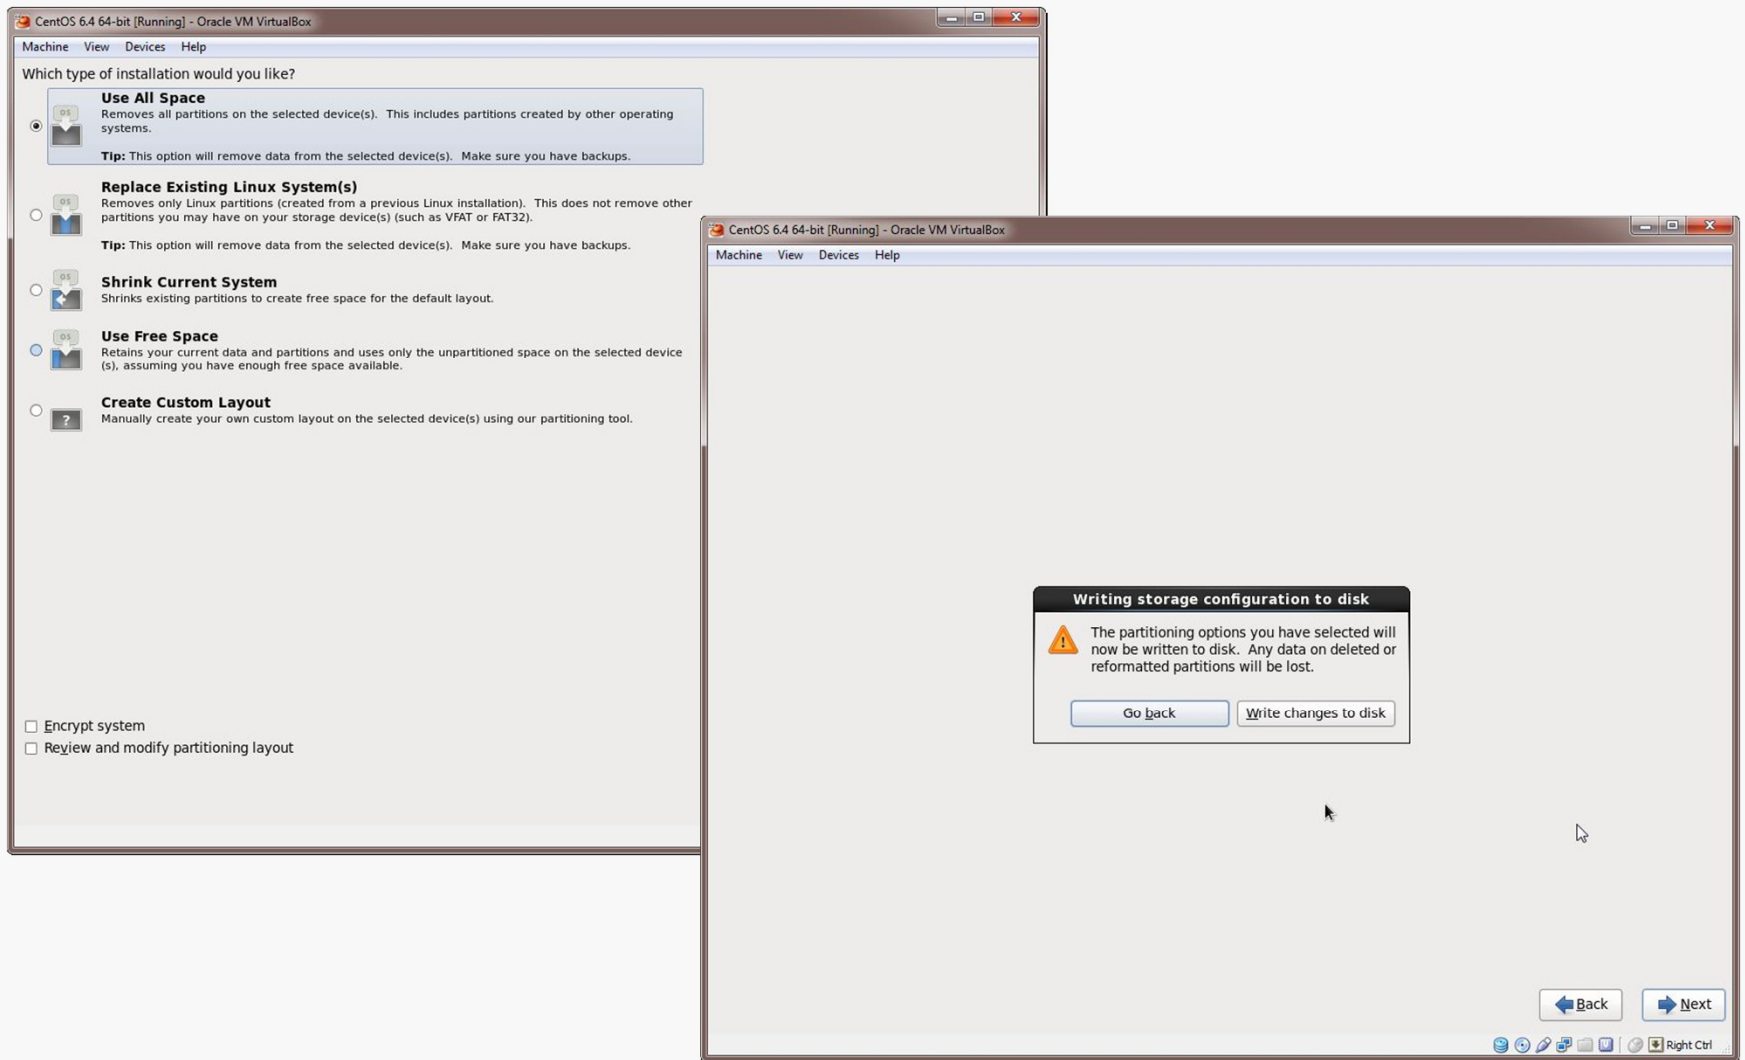 CentOS 6.4 64-bit [Running] - Oracle VM VirtualBox
Machine View Devices Help
Which type of installation would you like?
Use All Space
Removes all partitions on the selected device(s). This includes partitions created by other operating
systems.
Tip: This option will remove data from the selected device(s). Make sure you have backups.
Replace Existing Linux System(s)
Removes only Linux partitions (created from a previous Linux installation). This does not remove other
partitions you may have on your storage device(s) (such as VFAT or FAT32).
Tip: This option will remove data from the selected device(s). Make sure you have backups.
Shrink Current System
Shrinks existing partitions to create free space for the default layout.
Use Free Space
Retains your current data and partitions and uses only the unpartitioned space on the selected device
(s), assuming you have enough free space available.
Create Custom Layout
Manually create your own custom layout on the selected device(s) using our partitioning tool.
Encrypt system
Review and modify partitioning layout
CentOS 6.4 64-bit [Running] - Oracle VM VirtualBox
Machine View Devices Help
Writing storage configuration to disk
The partitioning options you have selected will
now be written to disk. Any data on deleted or
reformatted partitions will be lost.
Go back Write changes to disk
Back Next
Right Ctrl